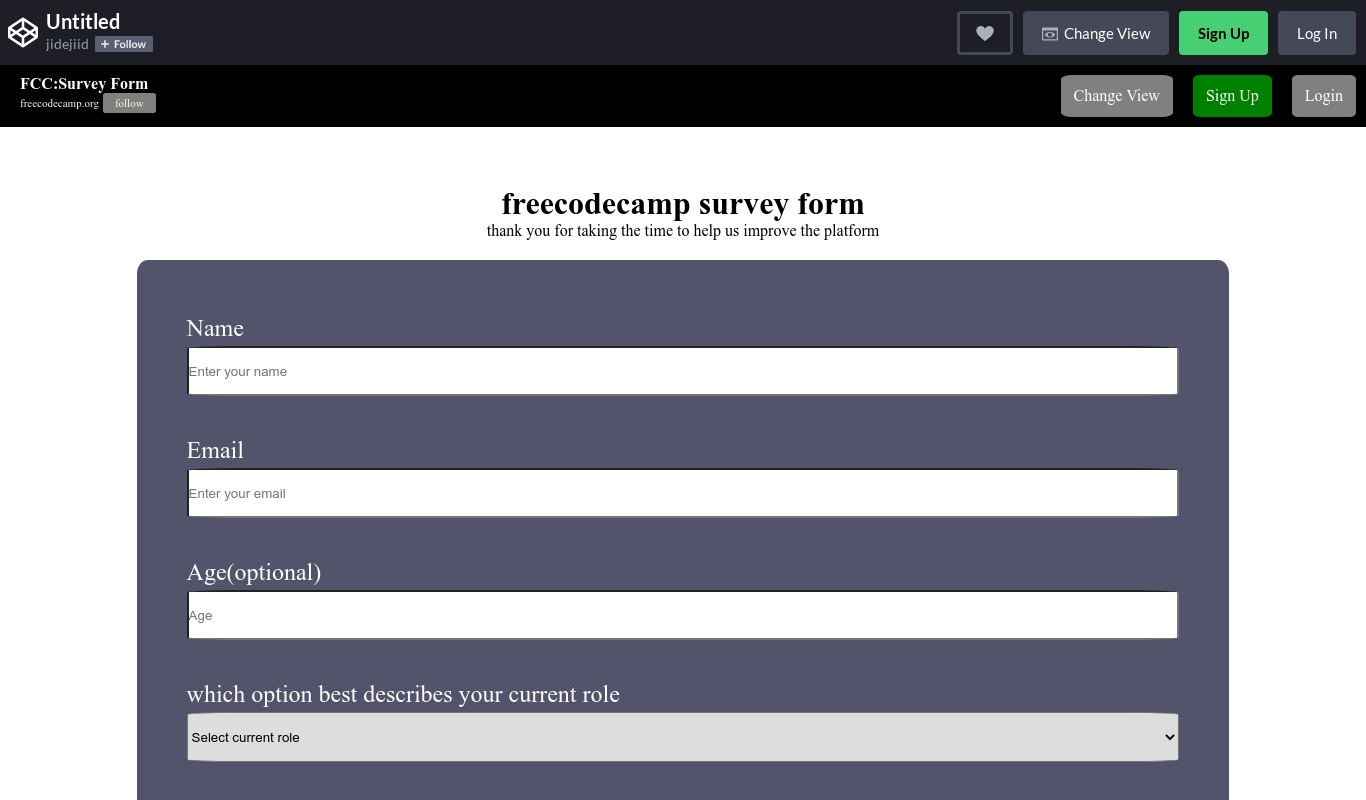 Untitled
jidejiid + Follow
Change View
Sign Up
Log In
FCC:Survey Form
freecodecamp.org follow
Change View
Sign Up
Login
freecodecamp survey form
thank you for taking the time to help us improve the platform
Name
Enter your name
Email
Enter your email
Age(optional)
Age
which option best describes your current role
Select current role